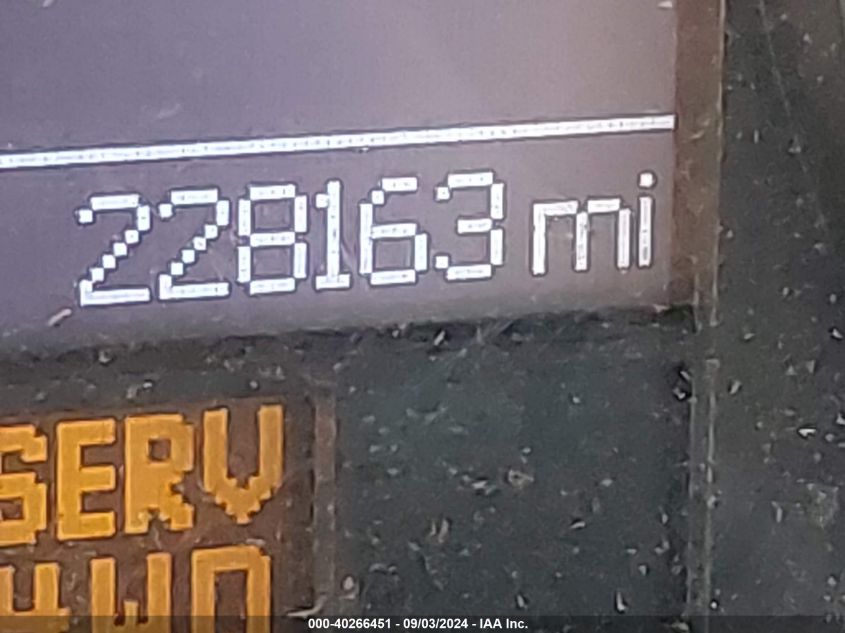 228163 mi
SERV
4WD
000-40266451 - 09/03/2024 - IAA Inc.